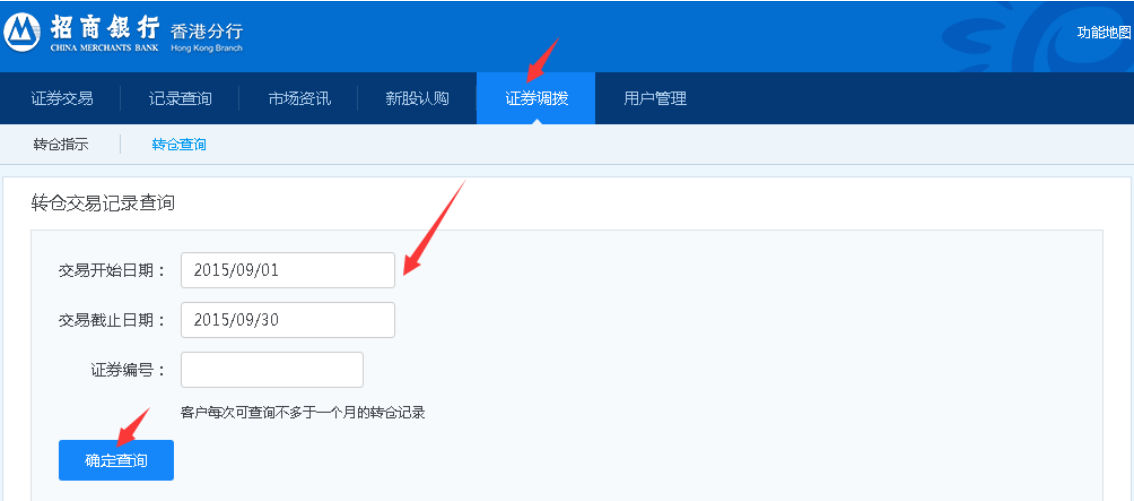 招商银行 香港分行
CHINA MERCHANTS BANK Hong Kong Branch
功能地图
证券交易 记录查询 市场资讯 新股认购 证券调拨 用户管理
转仓指示 转仓查询
转仓交易记录查询
交易开始日期： 2015/09/01
交易截止日期： 2015/09/30
证券编号：
客户每次可查询不多于一个月的转仓记录
确定查询